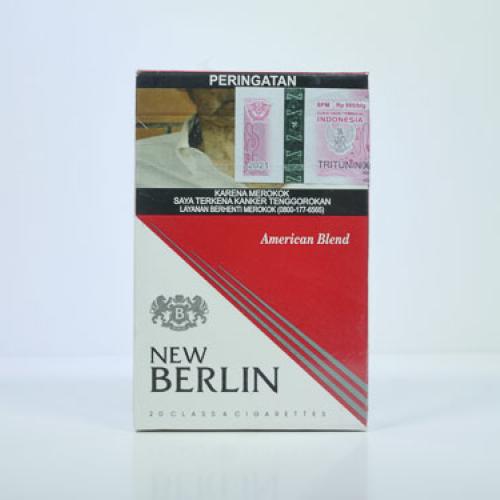 PERINGATAN
INDONESIA
2021
KARENA MEROKOK
SAYA TERKENA KANKER TENGGOROKAN
LAYANAN BERHENTI MEROKOK (0800-177-6565)
American Blend
B
NEW
BERLIN
20 CLASS A CIGARETTES